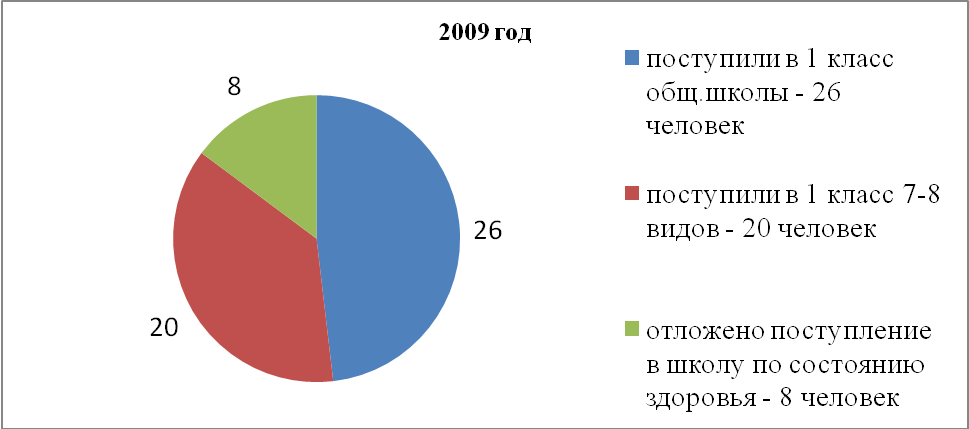 2009 год
8
26
20
поступили в 1 класс
общ.школы - 26
человек
поступили в 1 класс 7-8
видов - 20 человек
отложено поступление
в школу по состоянию
здоровья - 8 человек